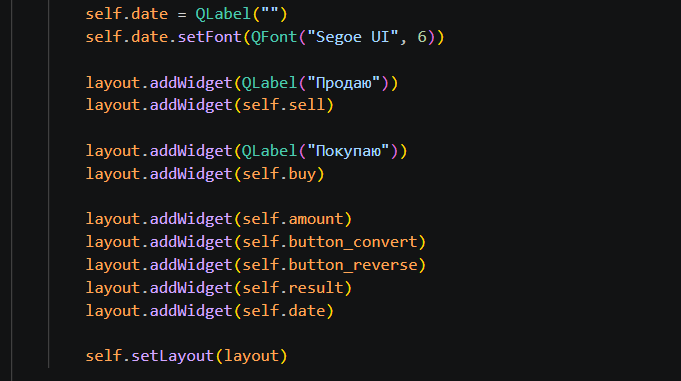 self.date = QLabel("")
self.date.setFont(QFont("Segoe UI", 6))
layout.addWidget(QLabel("Продаю"))
layout.addWidget(self.sell)
layout.addWidget(QLabel("Покупаю"))
layout.addWidget(self.buy)
layout.addWidget(self.amount)
layout.addWidget(self.button_convert)
layout.addWidget(self.button_reverse)
layout.addWidget(self.result)
layout.addWidget(self.date)
self.setLayout(layout)